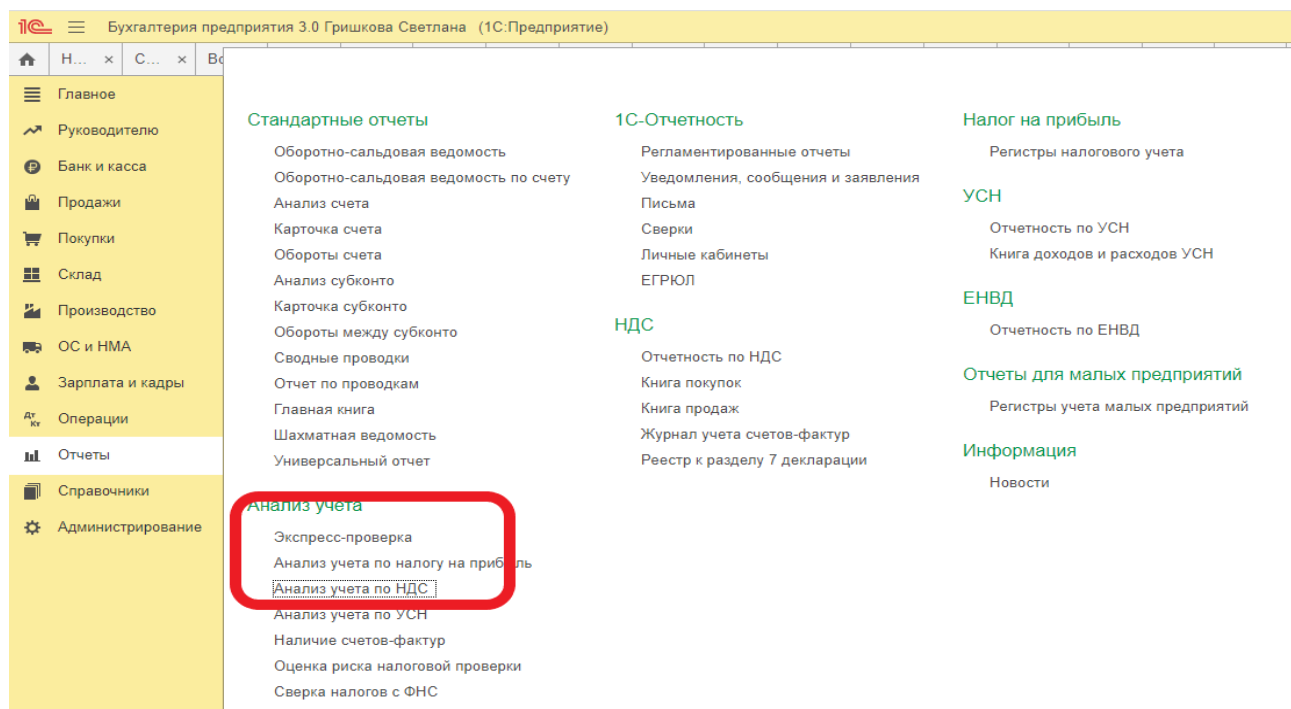 1С Бухгалтерия предприятия 3.0 Гришкова Светлана (1С:Предприятие)
Н... × С... × Во
Главное
Руководителю
Банк и касса
Продажи
Покупки
Склад
Производство
ОС и НМА
Зарплата и кадры
Дт Кт Операции
Отчеты
Справочники
Администрирование
Стандартные отчеты
Оборотно-сальдовая ведомость
Оборотно-сальдовая ведомость по счету
Анализ счета
Карточка счета
Обороты счета
Анализ субконто
Карточка субконто
Обороты между субконто
Сводные проводки
Отчет по проводкам
Главная книга
Шахматная ведомость
Универсальный отчет
Анализ учета
Экспресс-проверка
Анализ учета по налогу на прибыль
Анализ учета по НДС
Анализ учета по УСН
Наличие счетов-фактур
Оценка риска налоговой проверки
Сверка налогов с ФНС
1С-Отчетность
Регламентированные отчеты
Уведомления, сообщения и заявления
Письма
Сверки
Личные кабинеты
ЕГРЮЛ
НДС
Отчетность по НДС
Книга покупок
Книга продаж
Журнал учета счетов-фактур
Реестр к разделу 7 декларации
Налог на прибыль
Регистры налогового учета
УСН
Отчетность по УСН
Книга доходов и расходов УСН
ЕНВД
Отчетность по ЕНВД
Отчеты для малых предприятий
Регистры учета малых предприятий
Информация
Новости